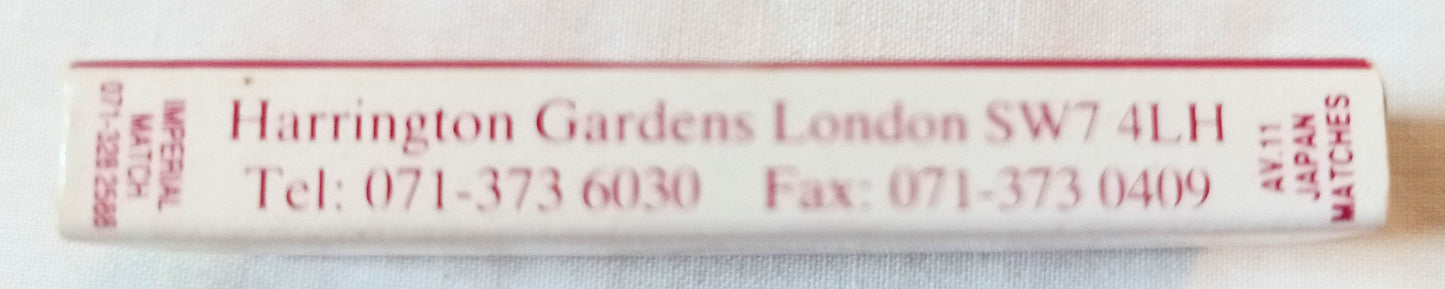 IMPERIAL
MATCH
071-328 2568
Harrington Gardens London SW7 4LH
Tel: 071-373 6030 Fax: 071-373 0409
AV.11
JAPAN
MATCHES